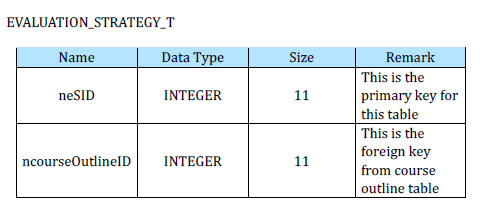 EVALUATION_STRATEGY_T
Name Data Type Size Remark
neSID INTEGER 11 This is the
primary key for
this table
ncourseOutlineID INTEGER 11 This is the
foreign key
from course
outline table